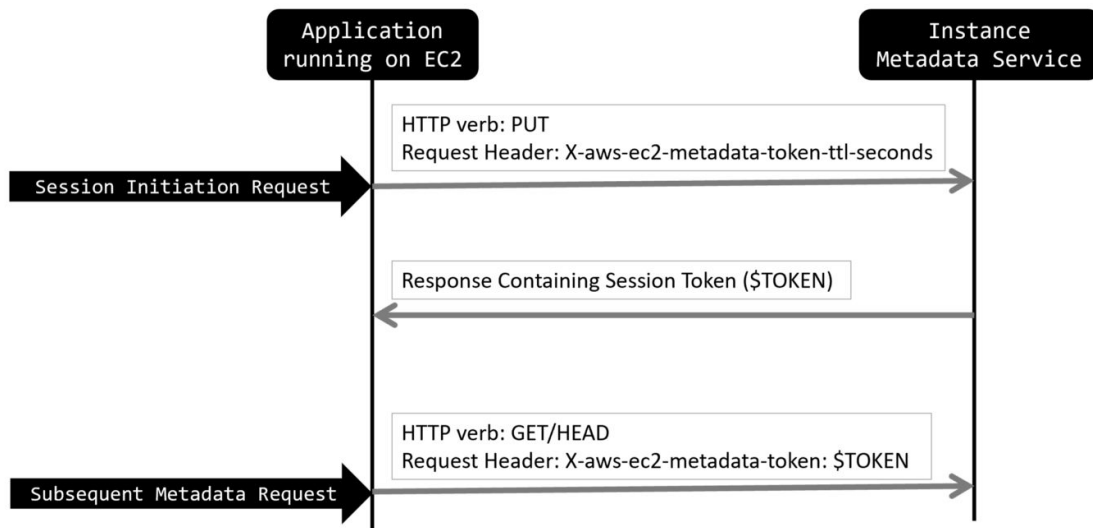 Application
running on EC2
Instance
Metadata Service
HTTP verb: PUT
Request Header: X-aws-ec2-metadata-token-ttl-seconds
Session Initiation Request
Response Containing Session Token ($TOKEN)
HTTP verb: GET/HEAD
Request Header: X-aws-ec2-metadata-token: $TOKEN
Subsequent Metadata Request